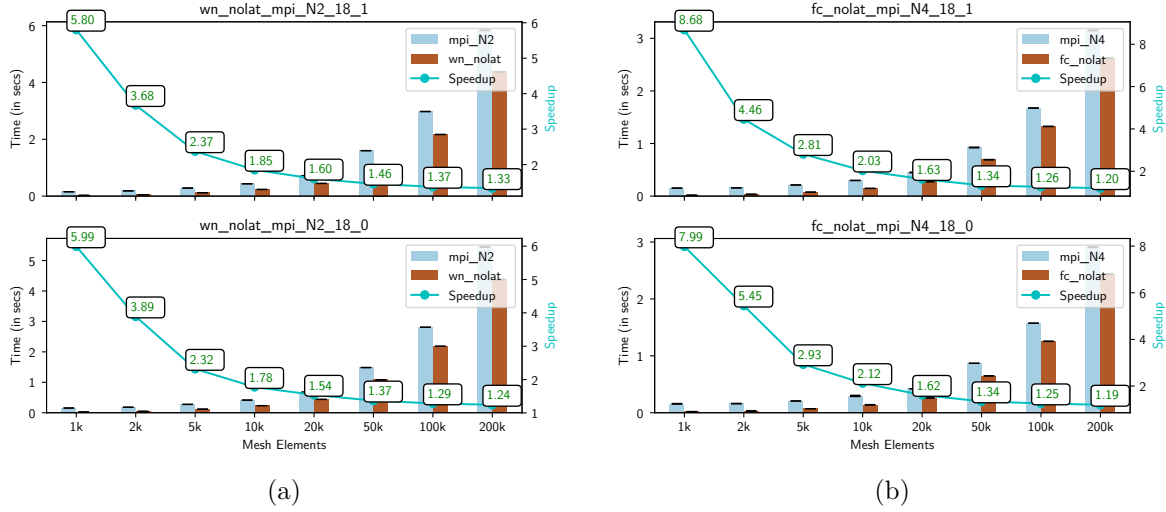 wn_nolat_mpi_N2_18_1
6
4
2
0
Time (in secs)
5.80
3.68
2.37
1.85
1.60
1.46
1.37
1.33
mpi_N2
wn_nolat
Speedup
6
5
4
3
2
Speedup
wn_nolat_mpi_N2_18_0
5
4
3
2
1
0
Time (in secs)
5.99
3.89
2.32
1.78
1.54
1.37
1.29
1.24
mpi_N2
wn_nolat
Speedup
6
5
4
3
2
1
Speedup
1k
2k
5k
10k
20k
50k
100k
200k
Mesh Elements
(a)
fc_nolat_mpi_N4_18_1
3
2
1
0
Time (in secs)
8.68
4.46
2.81
2.03
1.63
1.34
1.26
1.20
mpi_N4
fc_nolat
Speedup
8
6
4
2
Speedup
fc_nolat_mpi_N4_18_0
3
2
1
0
Time (in secs)
7.99
5.45
2.93
2.12
1.62
1.34
1.25
1.19
mpi_N4
fc_nolat
Speedup
8
6
4
2
Speedup
1k
2k
5k
10k
20k
50k
100k
200k
Mesh Elements
(b)